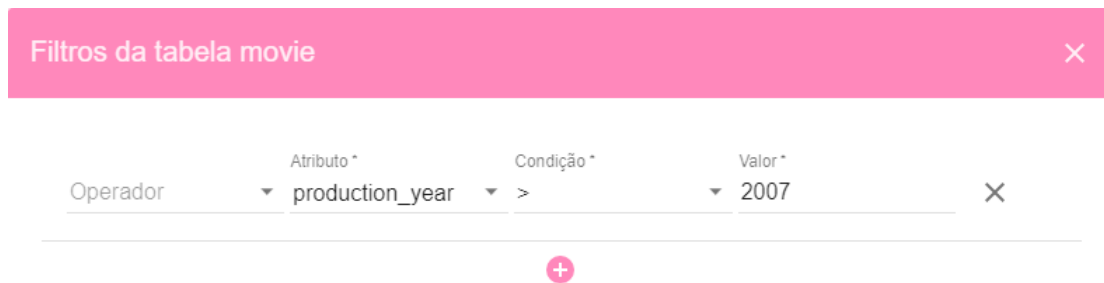 Filtros da tabela movie
Atributo * Condição * Valor *
Operador production_year > 2007